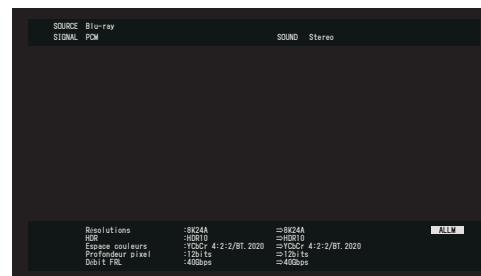 SOURCE Blu-ray
SIGNAL PCM SOUND Stereo
Résolutions :8K24A ⇒8K24A ALLM
HDR :HDR10 ⇒HDR10
Espace couleurs :YCbCr 4:2:2/BT.2020 ⇒YCbCr 4:2:2/BT.2020
Profondeur pixel :12bits ⇒12bits
Débit FRL :40Gbps ⇒40Gbps